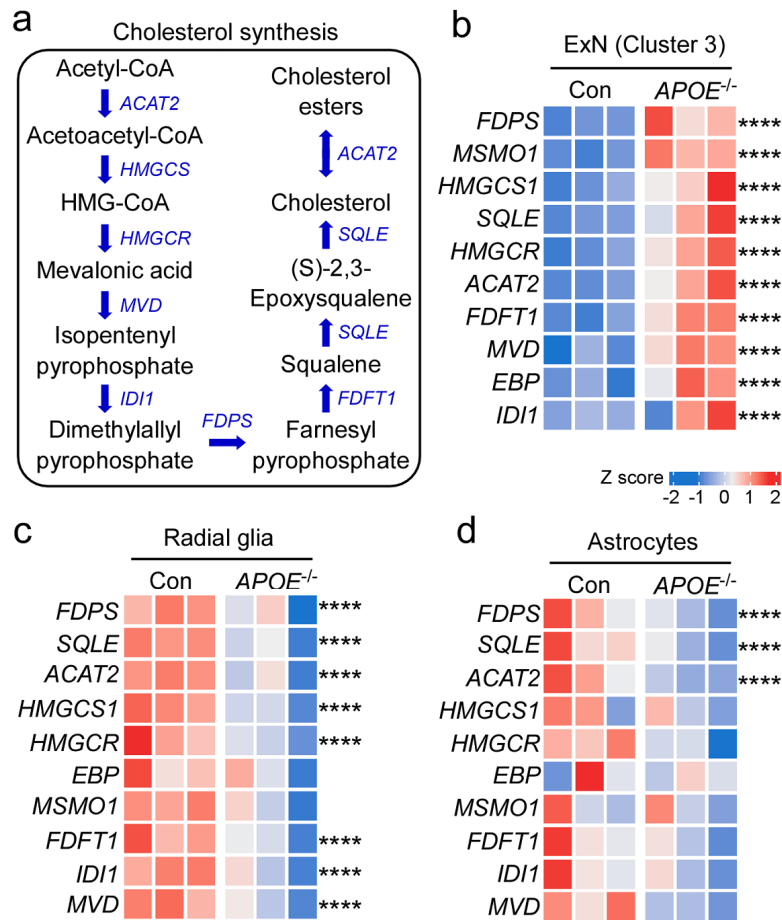 a
Cholesterol synthesis
Acetyl-CoA
ACAT2
Acetoacetyl-CoA
HMGCS
HMG-CoA
HMGCR
Mevalonic acid
MVD
Isopentenyl
pyrophosphate
IDI1
Dimethylallyl
pyrophosphate
FDPS
Farnesyl
pyrophosphate
FDFT1
Squalene
SQLE
(S)-2,3-
Epoxysqualene
SQLE
Cholesterol
ACAT2
Cholesterol
esters
b
ExN (Cluster 3)
Con APOE-/-
FDPS ****
MSMO1 ****
HMGCS1 ****
SQLE ****
HMGCR ****
ACAT2 ****
FDFT1 ****
MVD ****
EBP ****
IDI1 ****
Z score
-2 -1 0 1 2
c
Radial glia
Con APOE-/-
FDPS ****
SQLE ****
ACAT2 ****
HMGCS1 ****
HMGCR ****
EBP
MSMO1
FDFT1 ****
IDI1 ****
MVD ****
d
Astrocytes
Con APOE-/-
FDPS ****
SQLE ****
ACAT2 ****
HMGCS1
HMGCR
EBP
MSMO1
FDFT1
IDI1
MVD